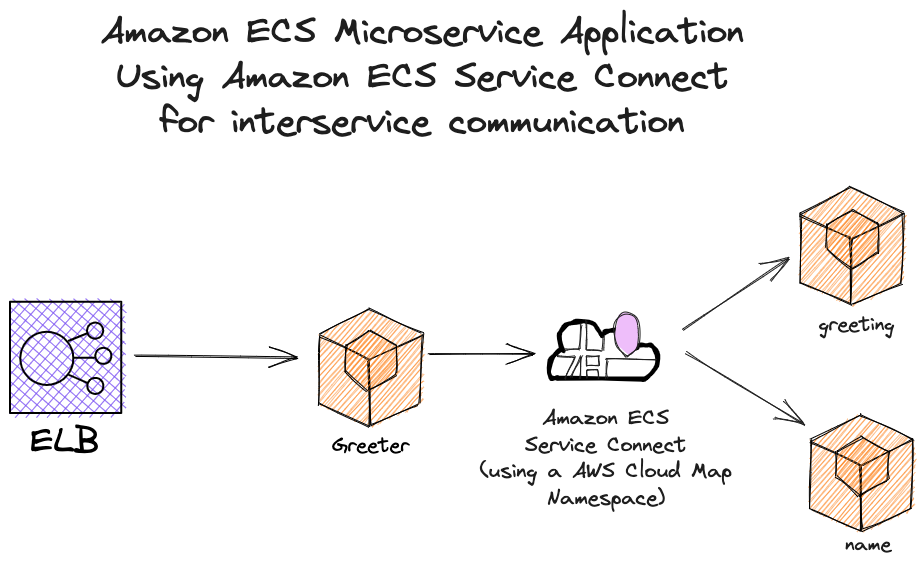 Amazon ECS Microservice Application
Using Amazon ECS Service Connect
for interservice communication
ELB
Greeter
Amazon ECS
Service Connect
(using a AWS Cloud Map
Namespace)
greeting
name